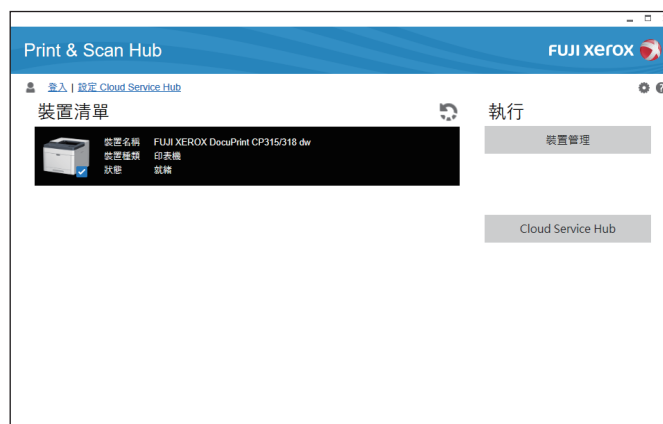 Print & Scan Hub
FUJI xerox
登入 | 設定 Cloud Service Hub
裝置清單
執行
裝置名稱 FUJI XEROX DocuPrint CP315/318 dw
裝置種類 印表機
狀態 就緒
裝置管理
Cloud Service Hub